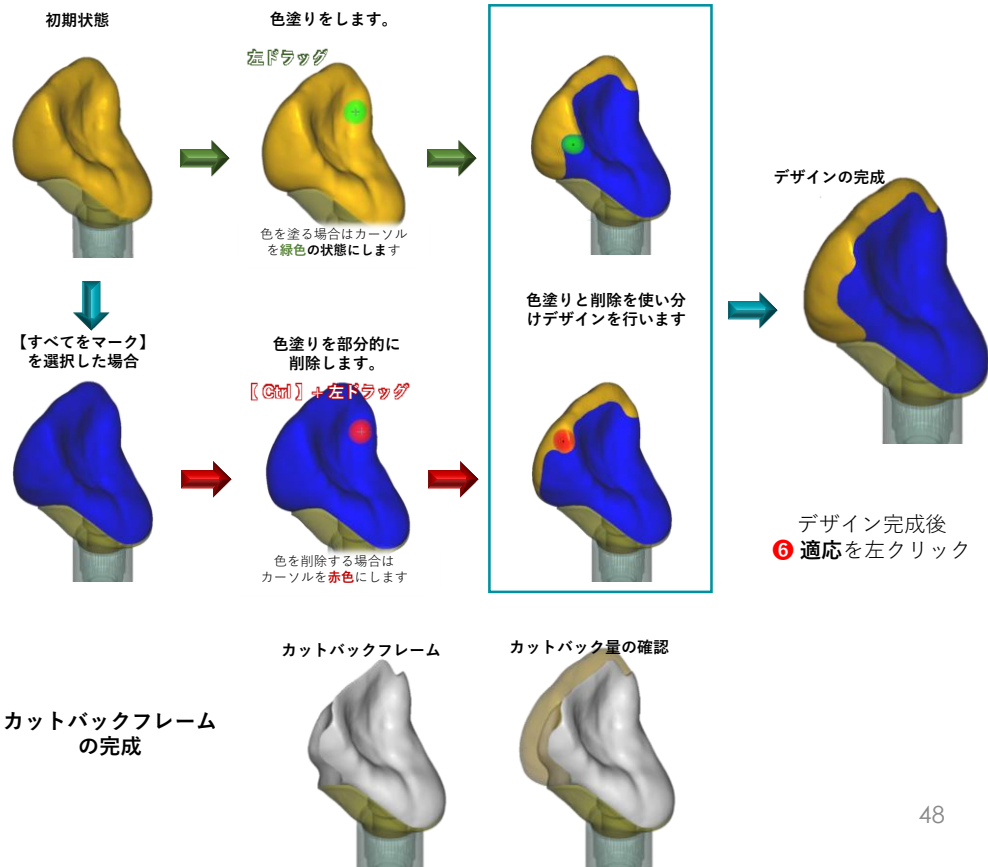 初期状態
色塗りをします。
左ドラッグ
色を塗る場合はカーソル
を緑色の状態にします
デザインの完成
【すべてをマーク】
を選択した場合
色塗りを部分的に
削除します。
[ Ctrl ] + 左ドラッグ
色を削除する場合は
カーソルを赤色にします
色塗りと削除を使い分
けデザインを行います
デザイン完成後
❻ 適応を左クリック
カットバックフレーム
カットバック量の確認
カットバックフレーム
の完成
48